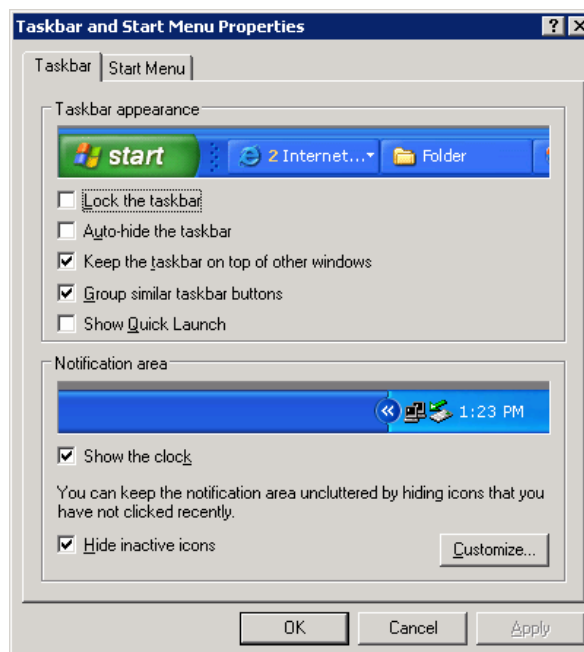 Taskbar and Start Menu Properties
Taskbar
Start Menu
Taskbar appearance
start
2 Internet...
Folder
Lock the taskbar
Auto-hide the taskbar
Keep the taskbar on top of other windows
Group similar taskbar buttons
Show Quick Launch
Notification area
1:23 PM
Show the clock
You can keep the notification area uncluttered by hiding icons that you
have not clicked recently.
Hide inactive icons
Customize...
OK
Cancel
Apply